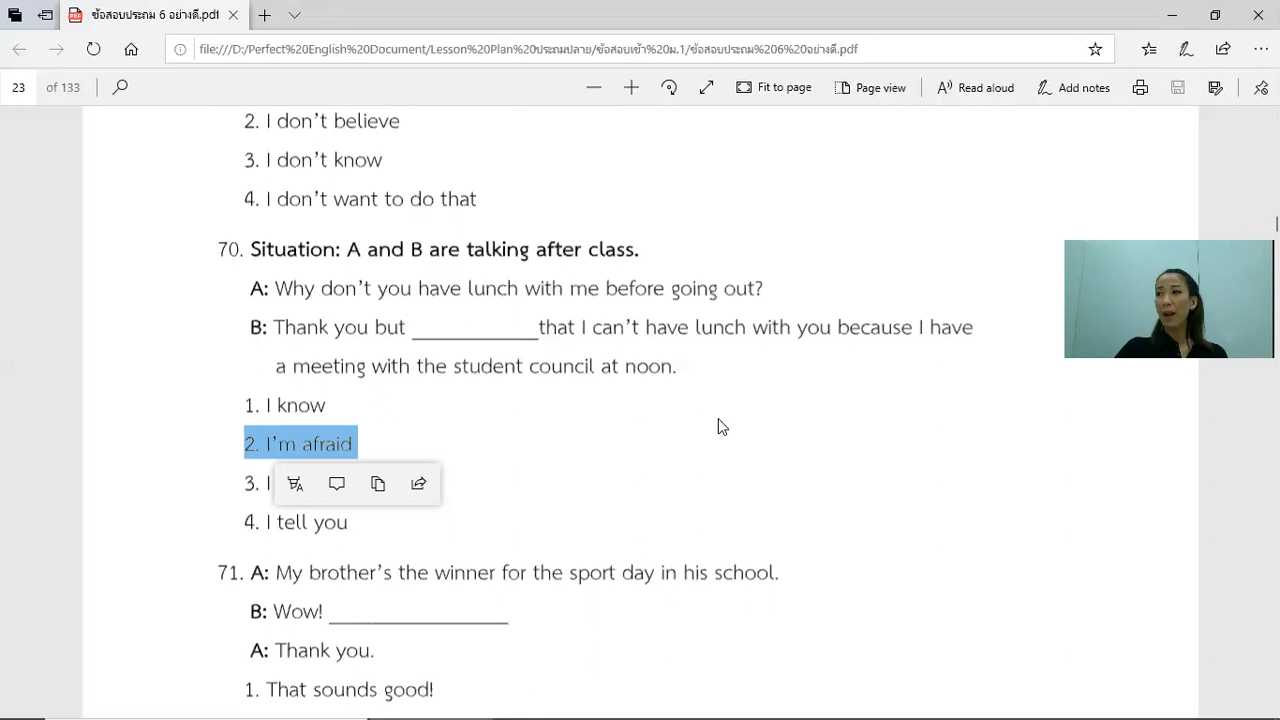 ข้อสอบประถม 6 อย่างดี.pdf
file:///D:/Perfect%20English%20Document/Lesson%20Plan%20ประถมปลาย/ข้อสอบเข้า%20ม.1/ข้อสอบประถม%206%20อย่างดี.pdf
23 of 133 Fit to page Page view Read aloud Add notes
2. I don’t believe
3. I don’t know
4. I don’t want to do that
70. Situation: A and B are talking after class.
A: Why don’t you have lunch with me before going out?
B: Thank you but ____________that I can’t have lunch with you because I have
a meeting with the student council at noon.
1. I know
2. I’m afraid
3. I
4. I tell you
71. A: My brother’s the winner for the sport day in his school.
B: Wow! _________________
A: Thank you.
1. That sounds good!